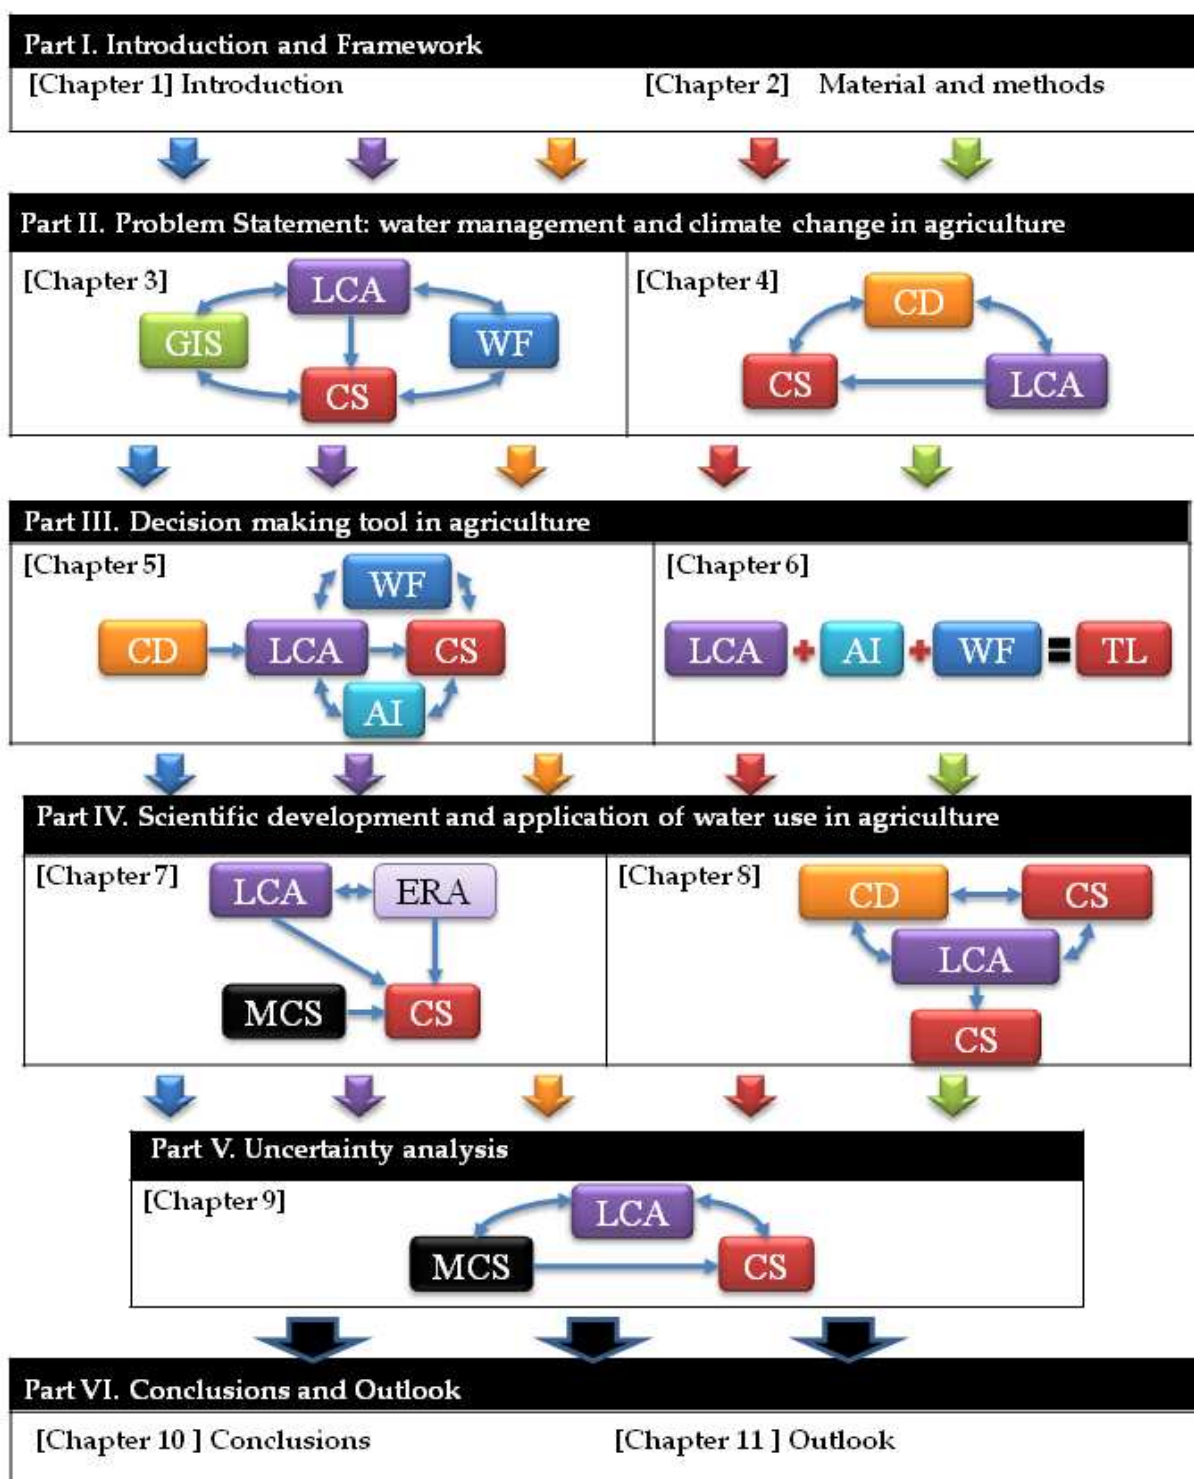 Part I. Introduction and Framework
[Chapter 1] Introduction [Chapter 2] Material and methods
Part II. Problem Statement: water management and climate change in agriculture
[Chapter 3]
LCA
GIS WF
CS
[Chapter 4]
CD
CS LCA
Part III. Decision making tool in agriculture
[Chapter 5]
WF
CD LCA CS
AI
[Chapter 6]
LCA + AI + WF = TL
Part IV. Scientific development and application of water use in agriculture
[Chapter 7]
LCA ERA
MCS CS
[Chapter 8]
CD CS
LCA
CS
Part V. Uncertainty analysis
[Chapter 9]
LCA
MCS CS
Part VI. Conclusions and Outlook
[Chapter 10 ] Conclusions [Chapter 11 ] Outlook